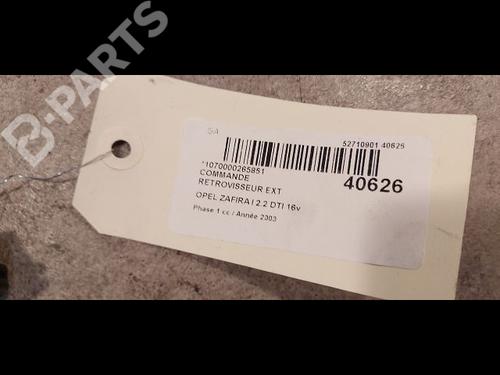 B-PARTS
GA
52710901 40626
*1070000265851
COMMANDE
RETROVISSEUR EXT
40626
OPEL ZAFIRA I 2.2 DTI 16v
Phase 1 cc / Année 2003